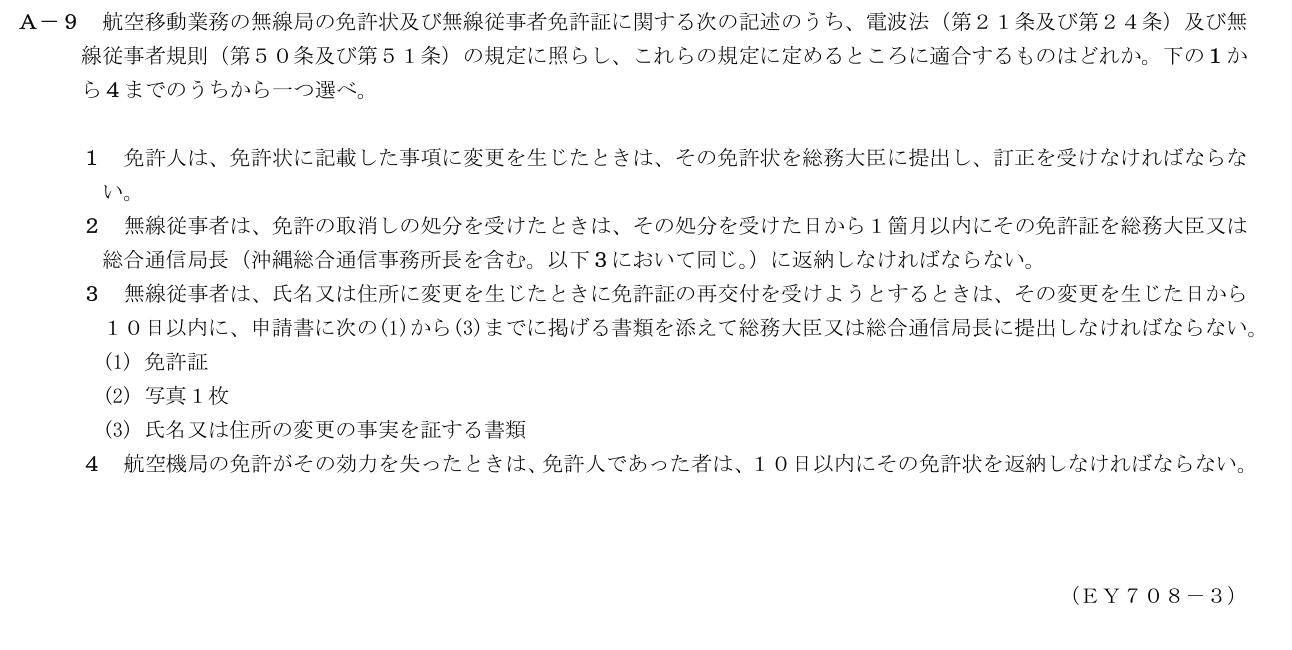 Ａ－９　航空移動業務の無線局の免許状及び無線従事者免許証に関する次の記述のうち、電波法（第２１条及び第２４条）及び無
線従事者規則（第５０条及び第５１条）の規定に照らし、これらの規定に定めるところに適合するものはどれか。下の１か
ら４までのうちから一つ選べ。
１　免許人は、免許状に記載した事項に変更を生じたときは、その免許状を総務大臣に提出し、訂正を受けなければならな
い。
２　無線従事者は、免許の取消しの処分を受けたときは、その処分を受けた日から１箇月以内にその免許証を総務大臣又は
総合通信局長（沖縄総合通信事務所長を含む。以下３において同じ。）に返納しなければならない。
３　無線従事者は、氏名又は住所に変更を生じたときに免許証の再交付を受けようとするときは、その変更を生じた日から
１０日以内に、申請書に次の(1)から(3)までに掲げる書類を添えて総務大臣又は総合通信局長に提出しなければならない。
(1) 免許証
(2) 写真１枚
(3) 氏名又は住所の変更の事実を証する書類
４　航空機局の免許がその効力を失ったときは、免許人であった者は、１０日以内にその免許状を返納しなければならない。
（ＥＹ７０８－３）